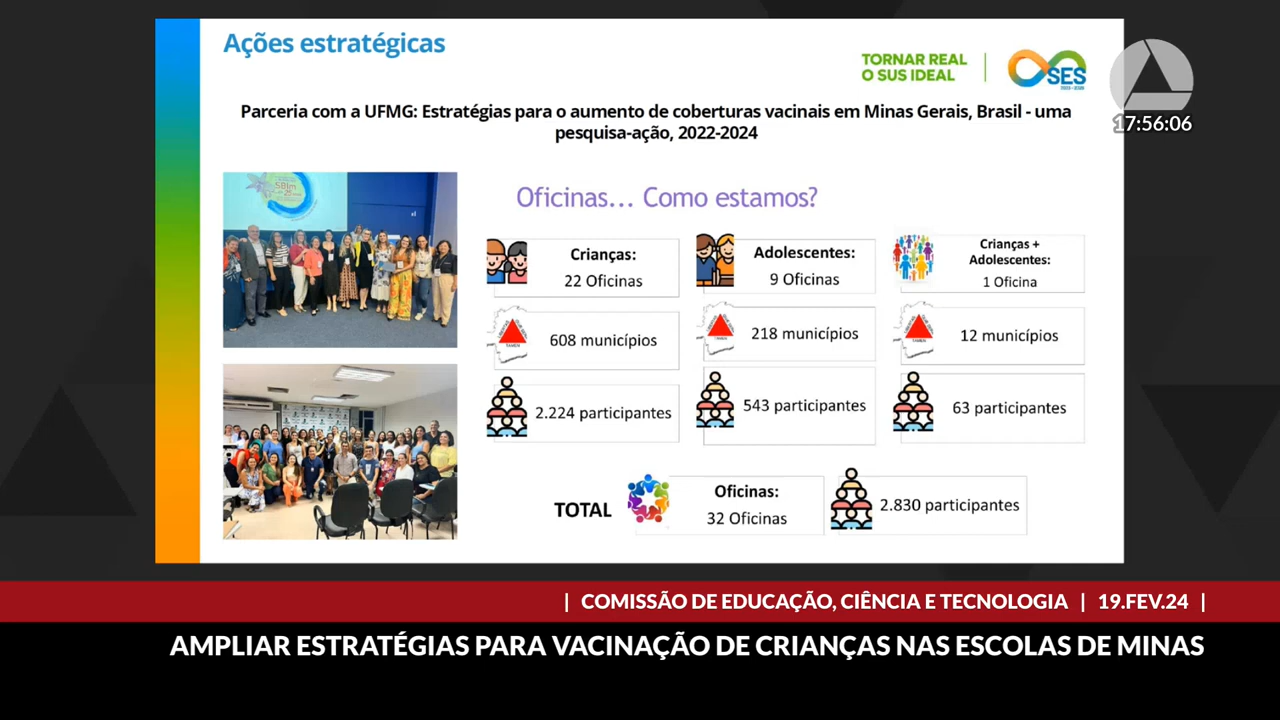 Ações estratégicas
TORNAR REAL
O SUS IDEAL
SES
17:56:06
Parceria com a UFMG: Estratégias para o aumento de coberturas vacinais em Minas Gerais, Brasil - uma
pesquisa-ação, 2022-2024
SBIm
Oficinas... Como estamos?
Crianças:
22 Oficinas
Adolescentes:
9 Oficinas
Crianças +
Adolescentes:
1 Oficina
608 municípios
218 municípios
12 municípios
2.224 participantes
543 participantes
63 participantes
TOTAL
Oficinas:
32 Oficinas
2.830 participantes
| COMISSÃO DE EDUCAÇÃO, CIÊNCIA E TECNOLOGIA | 19.FEV.24 |
AMPLIAR ESTRATÉGIAS PARA VACINAÇÃO DE CRIANÇAS NAS ESCOLAS DE MINAS